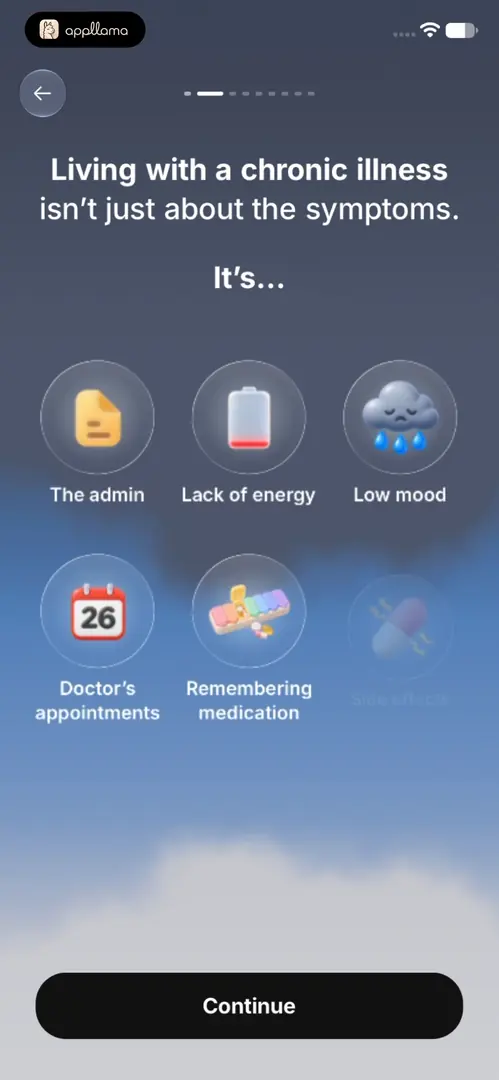 appllama
Living with a chronic illness
isn’t just about the symptoms.
It’s...
The admin
Lack of energy
Low mood
26
Doctor’s
appointments
Remembering
medication
Continue